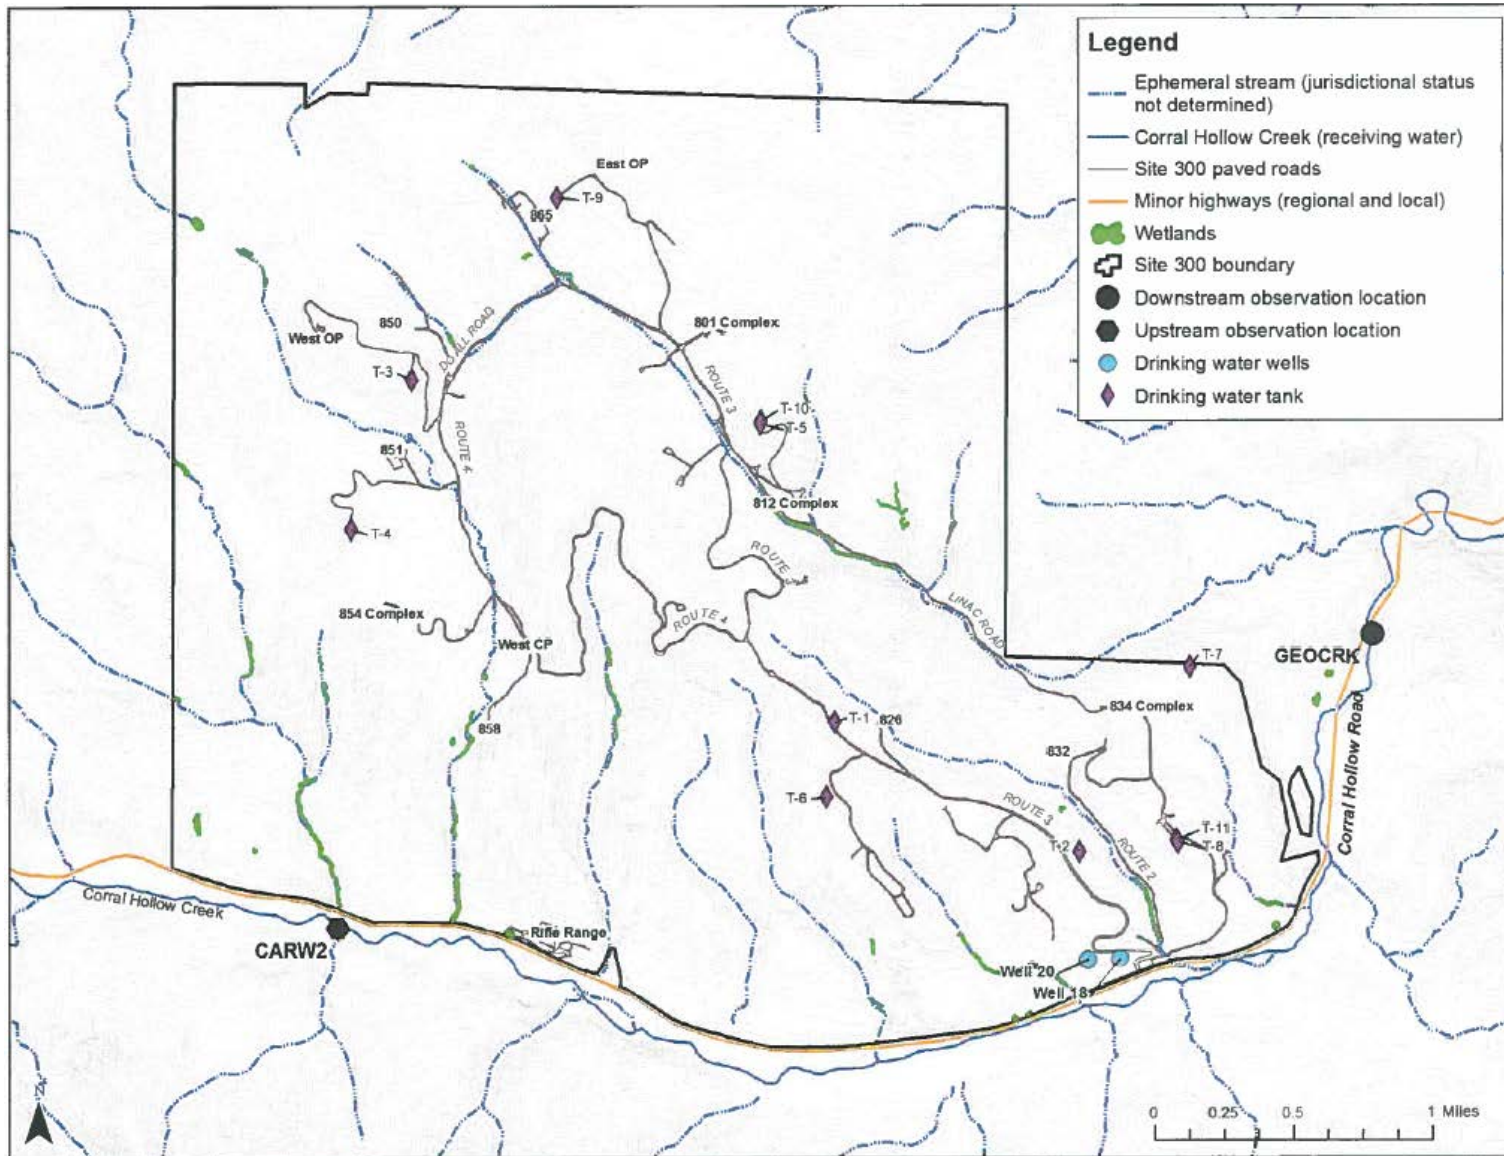 Legend
Ephemeral stream (jurisdictional status
not determined)
Corral Hollow Creek (receiving water)
Site 300 paved roads
Minor highways (regional and local)
Wetlands
Site 300 boundary
Downstream observation location
Upstream observation location
Drinking water wells
Drinking water tank
East OP
T-9
865
West OP
850
DO ALL ROAD
801 Complex
T-3
ROUTE 3
T-10
T-5
ROUTE 4
851
812 Complex
T-4
ROUTE
LINAC ROAD
854 Complex
ROUTE 4
West CP
GEOCRK
T-7
834 Complex
858
T-1
826
832
Corral Hollow Road
T-6
ROUTE 3
T-11
T-2
T-8
ROUTE 2
Corral Hollow Creek
Rifle Range
CARW2
Well 20
Well 18
N
0 0.25 0.5 1 Miles